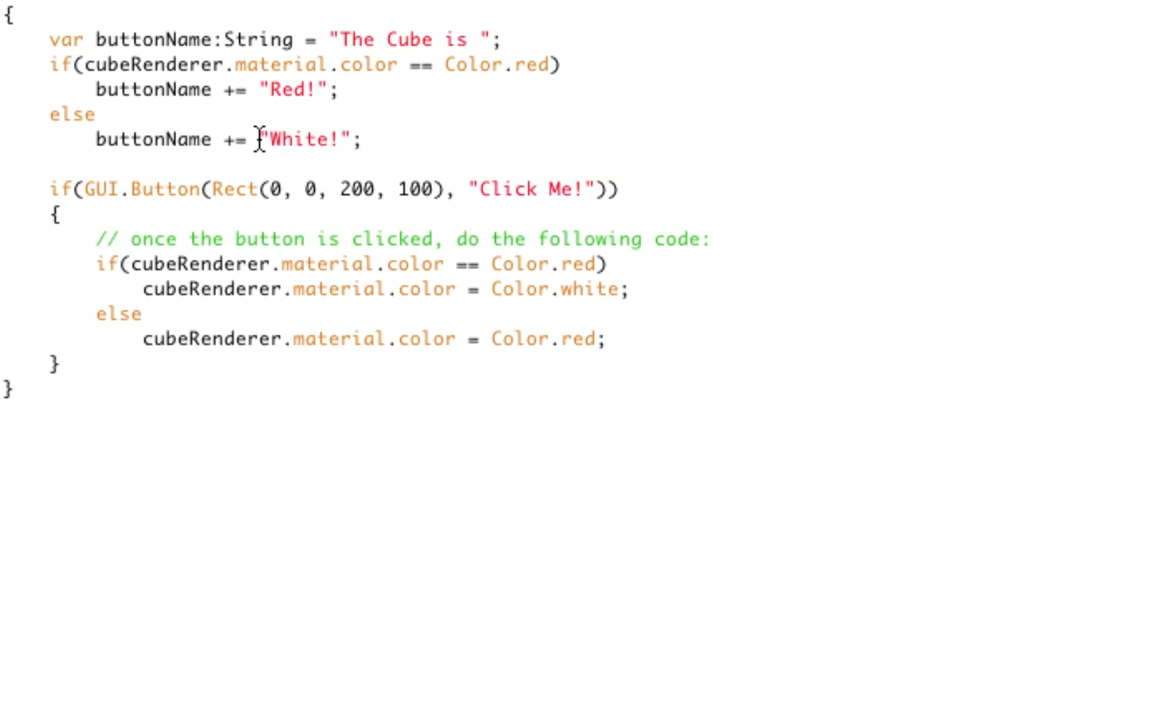 {
    var buttonName:String = "The Cube is ";
    if(cubeRenderer.material.color == Color.red)
        buttonName += "Red!";
    else
        buttonName += "White!";
    if(GUI.Button(Rect(0, 0, 200, 100), "Click Me!"))
    {
        // once the button is clicked, do the following code:
        if(cubeRenderer.material.color == Color.red)
            cubeRenderer.material.color = Color.white;
        else
            cubeRenderer.material.color = Color.red;
    }
}